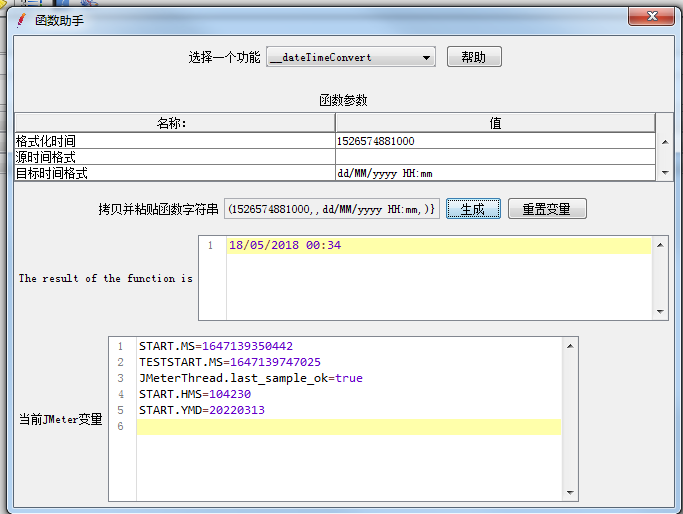 函数助手
选择一个功能 __dateTimeConvert 帮助
函数参数
名称: 值
格式化时间 1526574881000
源时间格式
目标时间格式 dd/MM/yyyy HH:mm
拷贝并粘贴函数字符串 (1526574881000,,dd/MM/yyyy HH:mm,)} 生成 重置变量
1 18/05/2018 00:34
The result of the function is
1 START.MS=1647139350442
2 TESTSTART.MS=1647139747025
3 JMeterThread.last_sample_ok=true
4 START.HMS=104230
5 START.YMD=20220313
6
当前JMeter变量